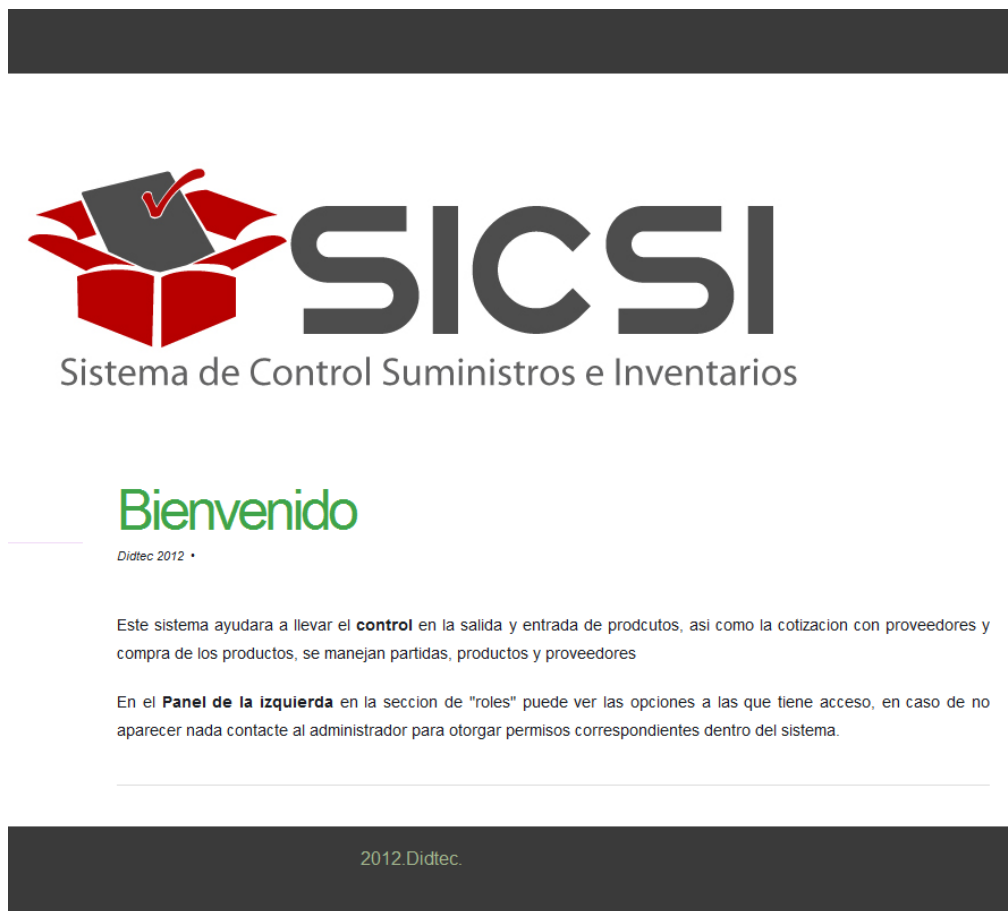 SICSI
Sistema de Control Suministros e Inventarios
Bienvenido
Didtec 2012 •
Este sistema ayudara a llevar el control en la salida y entrada de prodcutos, asi como la cotizacion con proveedores y
compra de los productos, se manejan partidas, productos y proveedores
En el Panel de la izquierda en la seccion de "roles" puede ver las opciones a las que tiene acceso, en caso de no
aparecer nada contacte al administrador para otorgar permisos correspondientes dentro del sistema.
2012.Didtec.